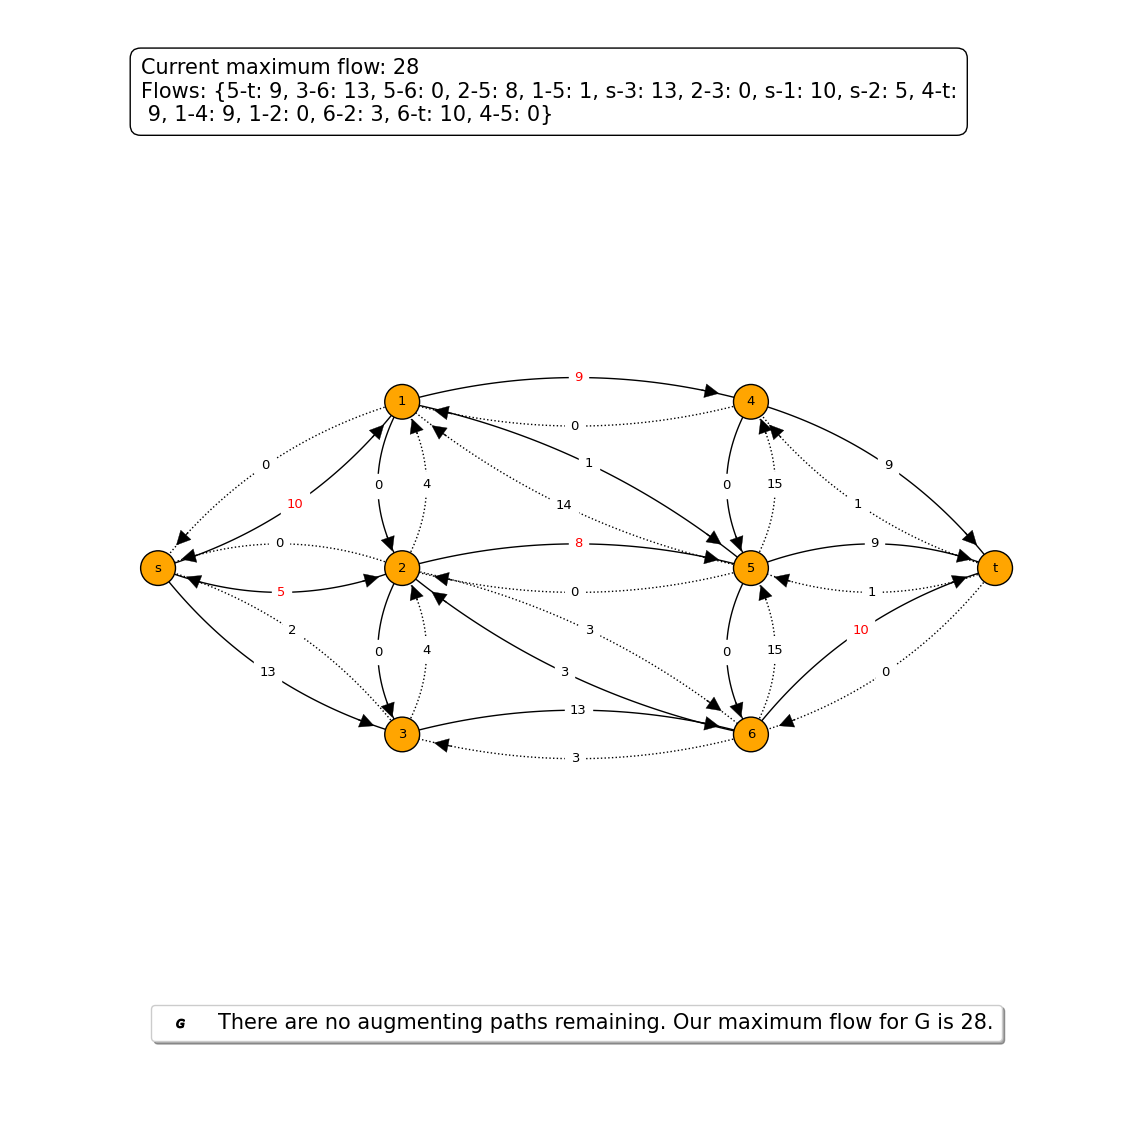 Current maximum flow: 28
Flows: {5-t: 9, 3-6: 13, 5-6: 0, 2-5: 8, 1-5: 1, s-3: 13, 2-3: 0, s-1: 10, s-2: 5, 4-t:
9, 1-4: 9, 1-2: 0, 6-2: 3, 6-t: 10, 4-5: 0}
9
1 4
0
0 1 9
0 4 0 15
10 14 1
0 8 9
s 2 5 t
5 0 1
2 3 10
0 4 0 15
13 3 0
13
3 6
3
G There are no augmenting paths remaining. Our maximum flow for G is 28.